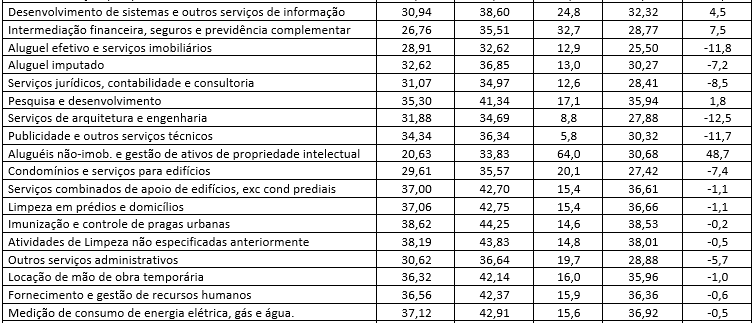 Desenvolvimento de sistemas e outros serviços de informação 30,94 38,60 24,8 32,32 4,5
Intermediação financeira, seguros e previdência complementar 26,76 35,51 32,7 28,77 7,5
Aluguel efetivo e serviços imobiliários 28,91 32,62 12,9 25,50 -11,8
Aluguel imputado 32,62 36,85 13,0 30,27 -7,2
Serviços jurídicos, contabilidade e consultoria 31,07 34,97 12,6 28,41 -8,5
Pesquisa e desenvolvimento 35,30 41,34 17,1 35,94 1,8
Serviços de arquitetura e engenharia 31,88 34,69 8,8 27,88 -12,5
Publicidade e outros serviços técnicos 34,34 36,34 5,8 30,32 -11,7
Aluguéis não-imob. e gestão de ativos de propriedade intelectual 20,63 33,83 64,0 30,68 48,7
Condomínios e serviços para edifícios 29,61 35,57 20,1 27,42 -7,4
Serviços combinados de apoio de edifícios, exc cond prediais 37,00 42,70 15,4 36,61 -1,1
Limpeza em prédios e domicílios 37,06 42,75 15,4 36,66 -1,1
Imunização e controle de pragas urbanas 38,62 44,25 14,6 38,53 -0,2
Atividades de Limpeza não especificadas anteriormente 38,19 43,83 14,8 38,01 -0,5
Outros serviços administrativos 30,62 36,64 19,7 28,88 -5,7
Locação de mão de obra temporária 36,32 42,14 16,0 35,96 -1,0
Fornecimento e gestão de recursos humanos 36,56 42,37 15,9 36,36 -0,6
Medição de consumo de energia elétrica, gás e água. 37,12 42,91 15,6 36,92 -0,5